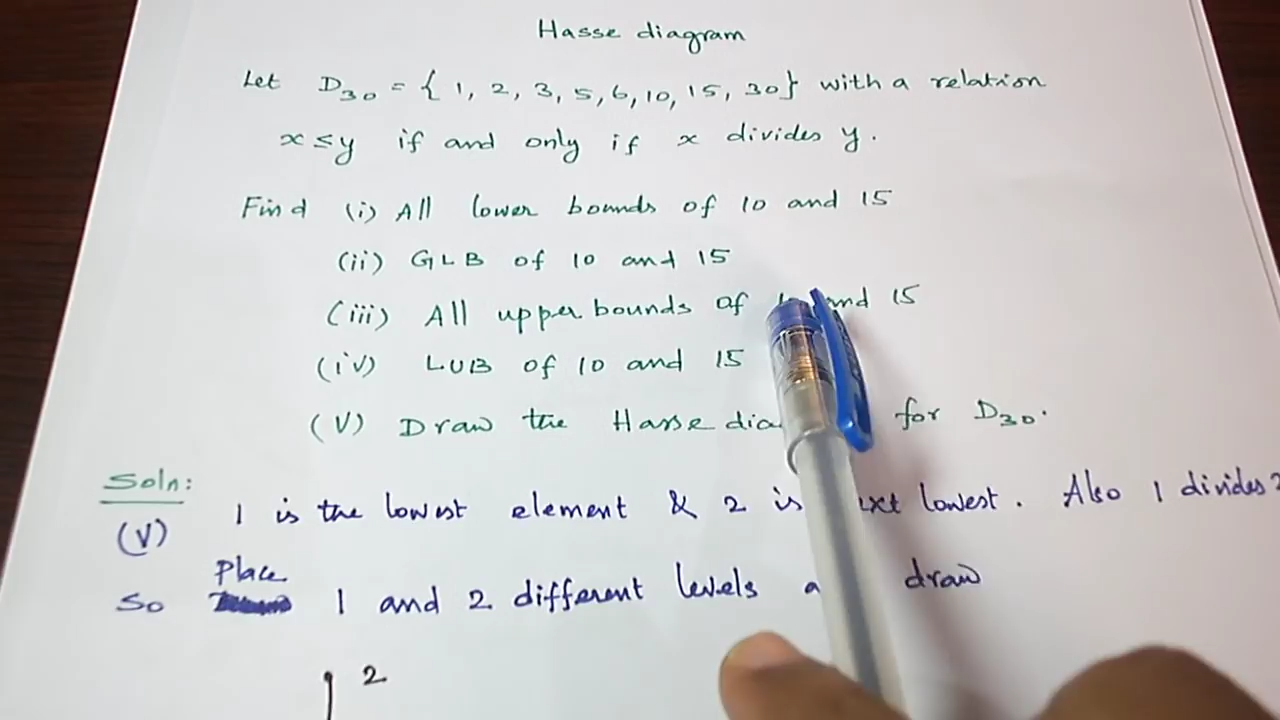 Hasse diagram
Let D30 = { 1, 2, 3, 5, 6, 10, 15, 30} with a relation
x ≤ y if and only if x divides y.
Find (i) All lower bounds of 10 and 15
(ii) GLB of 10 and 15
(iii) All upper bounds of and 15
(iv) LUB of 10 and 15
(V) Draw the Hasse dia for D30.
Soln:
(V) 1 is the lowest element & 2 is lowest. Also 1 divides 2
So Place 1 and 2 different levels a draw
2